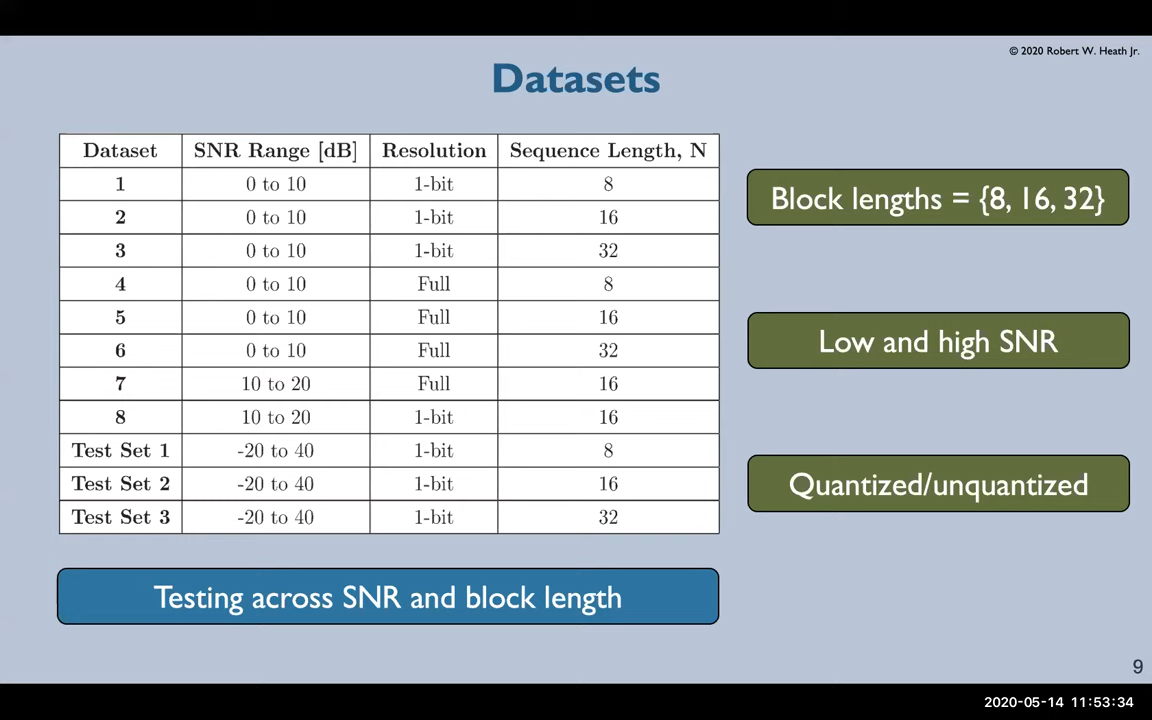 © 2020 Robert W. Heath Jr.
Datasets
Dataset SNR Range [dB] Resolution Sequence Length, N
1 0 to 10 1-bit 8
2 0 to 10 1-bit 16
3 0 to 10 1-bit 32
4 0 to 10 Full 8
5 0 to 10 Full 16
6 0 to 10 Full 32
7 10 to 20 Full 16
8 10 to 20 1-bit 16
Test Set 1 -20 to 40 1-bit 8
Test Set 2 -20 to 40 1-bit 16
Test Set 3 -20 to 40 1-bit 32
Block lengths = {8, 16, 32}
Low and high SNR
Quantized/unquantized
Testing across SNR and block length
9
2020-05-14 11:53:34